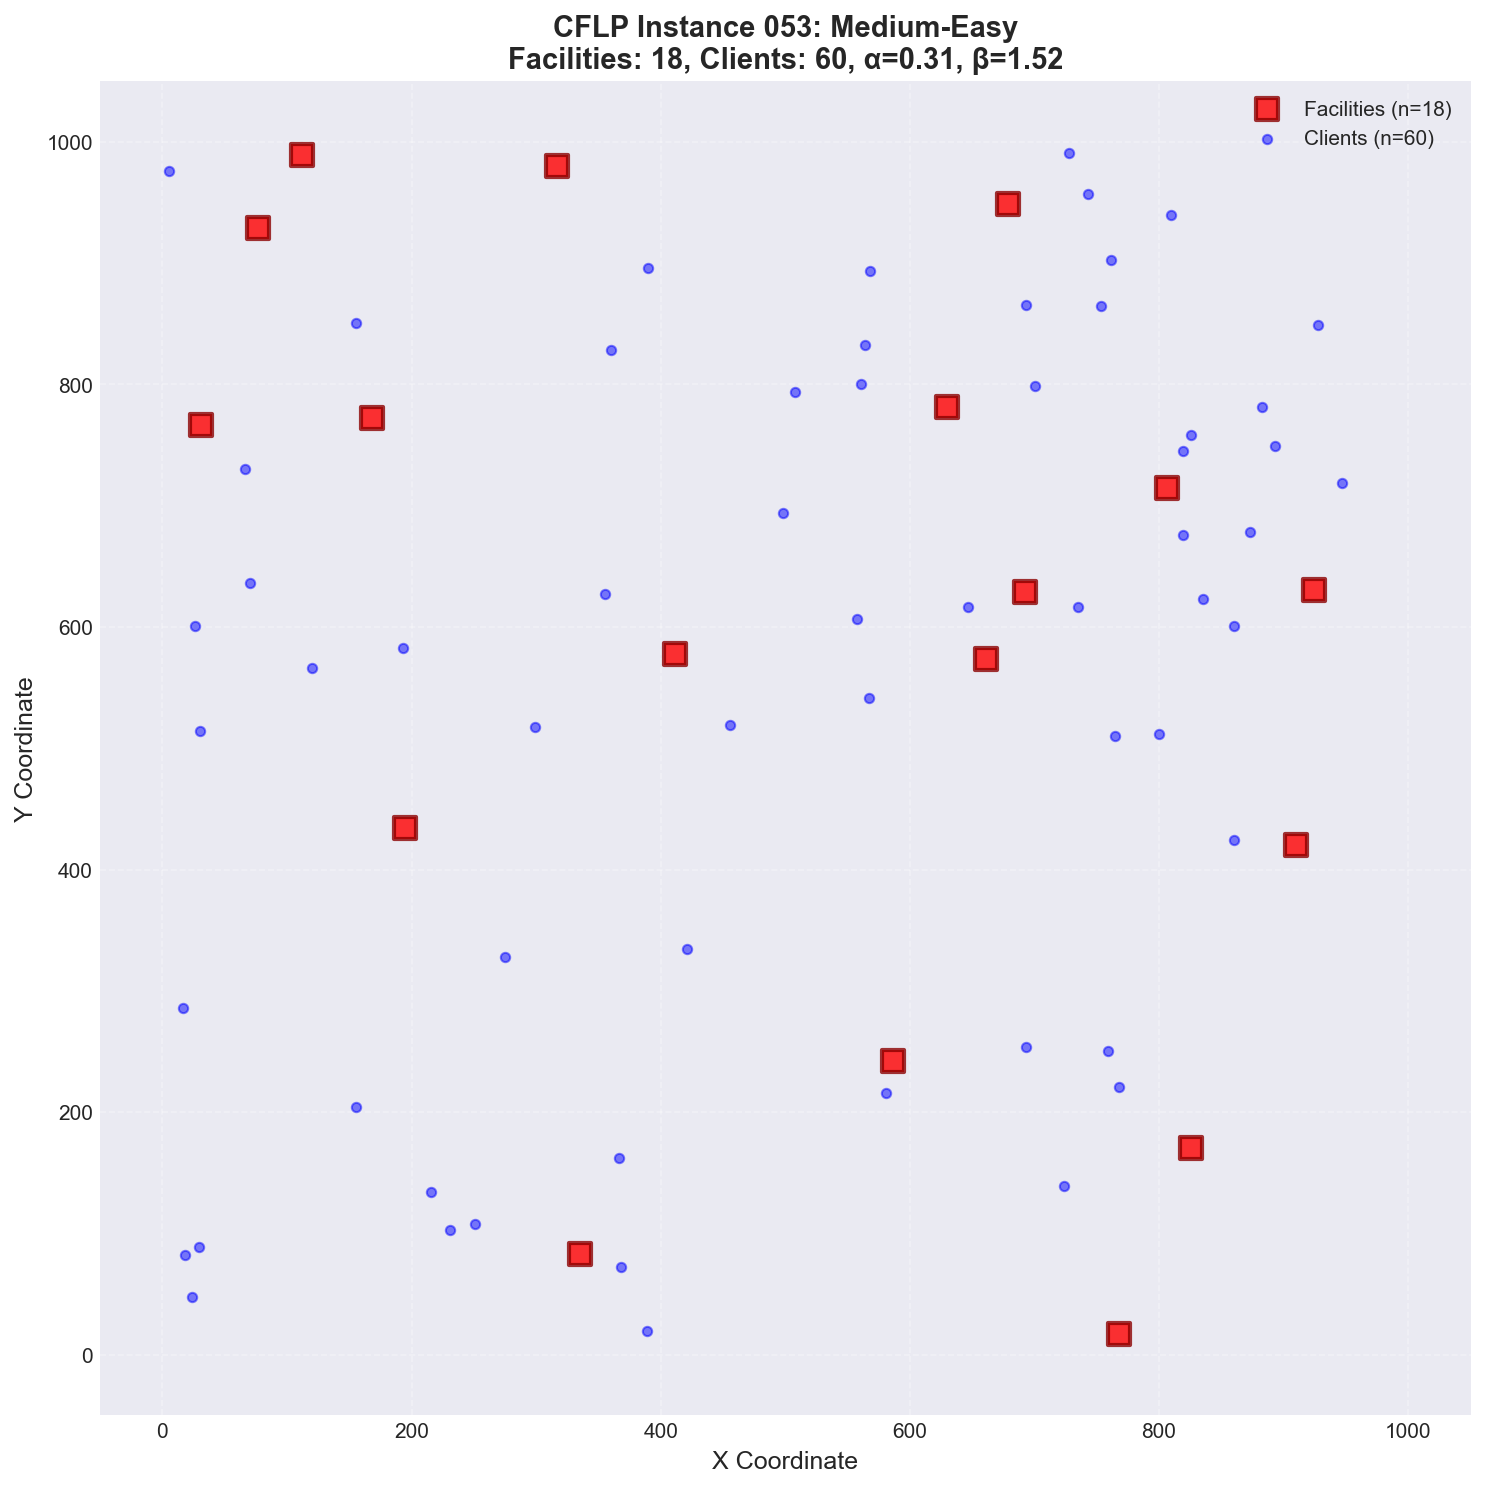 CFLP Instance 053: Medium-Easy
Facilities: 18, Clients: 60, α=0.31, β=1.52
Facilities (n=18)
Clients (n=60)
Y Coordinate
1000
800
600
400
200
0
0
200
400
600
800
1000
X Coordinate